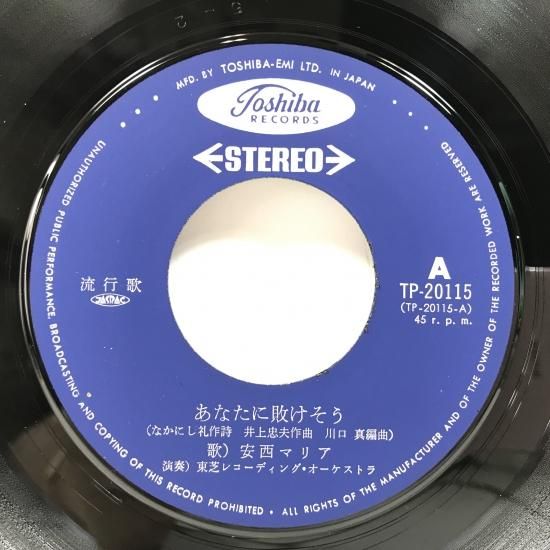 5-2
MFD. BY TOSHIBA-EMI LTD. IN JAPAN
Toshiba
RECORDS
STEREO
流行歌
JASRAC
A
TP-20115
(TP-20115-A)
45 r. p. m.
あなたに敗けそう
(なかにし礼作詩 井上忠夫作曲 川口 真編曲)
歌) 安西マリア
演奏) 東芝レコーディング・オーケストラ
UNAUTHORIZED PUBLIC PERFORMANCE, BROADCASTING AND COPYING OF THIS RECORD PROHIBITED • ALL RIGHTS OF THE MANUFACTURER AND OF THE OWNER OF THE RECORDED WORK ARE RESERVED